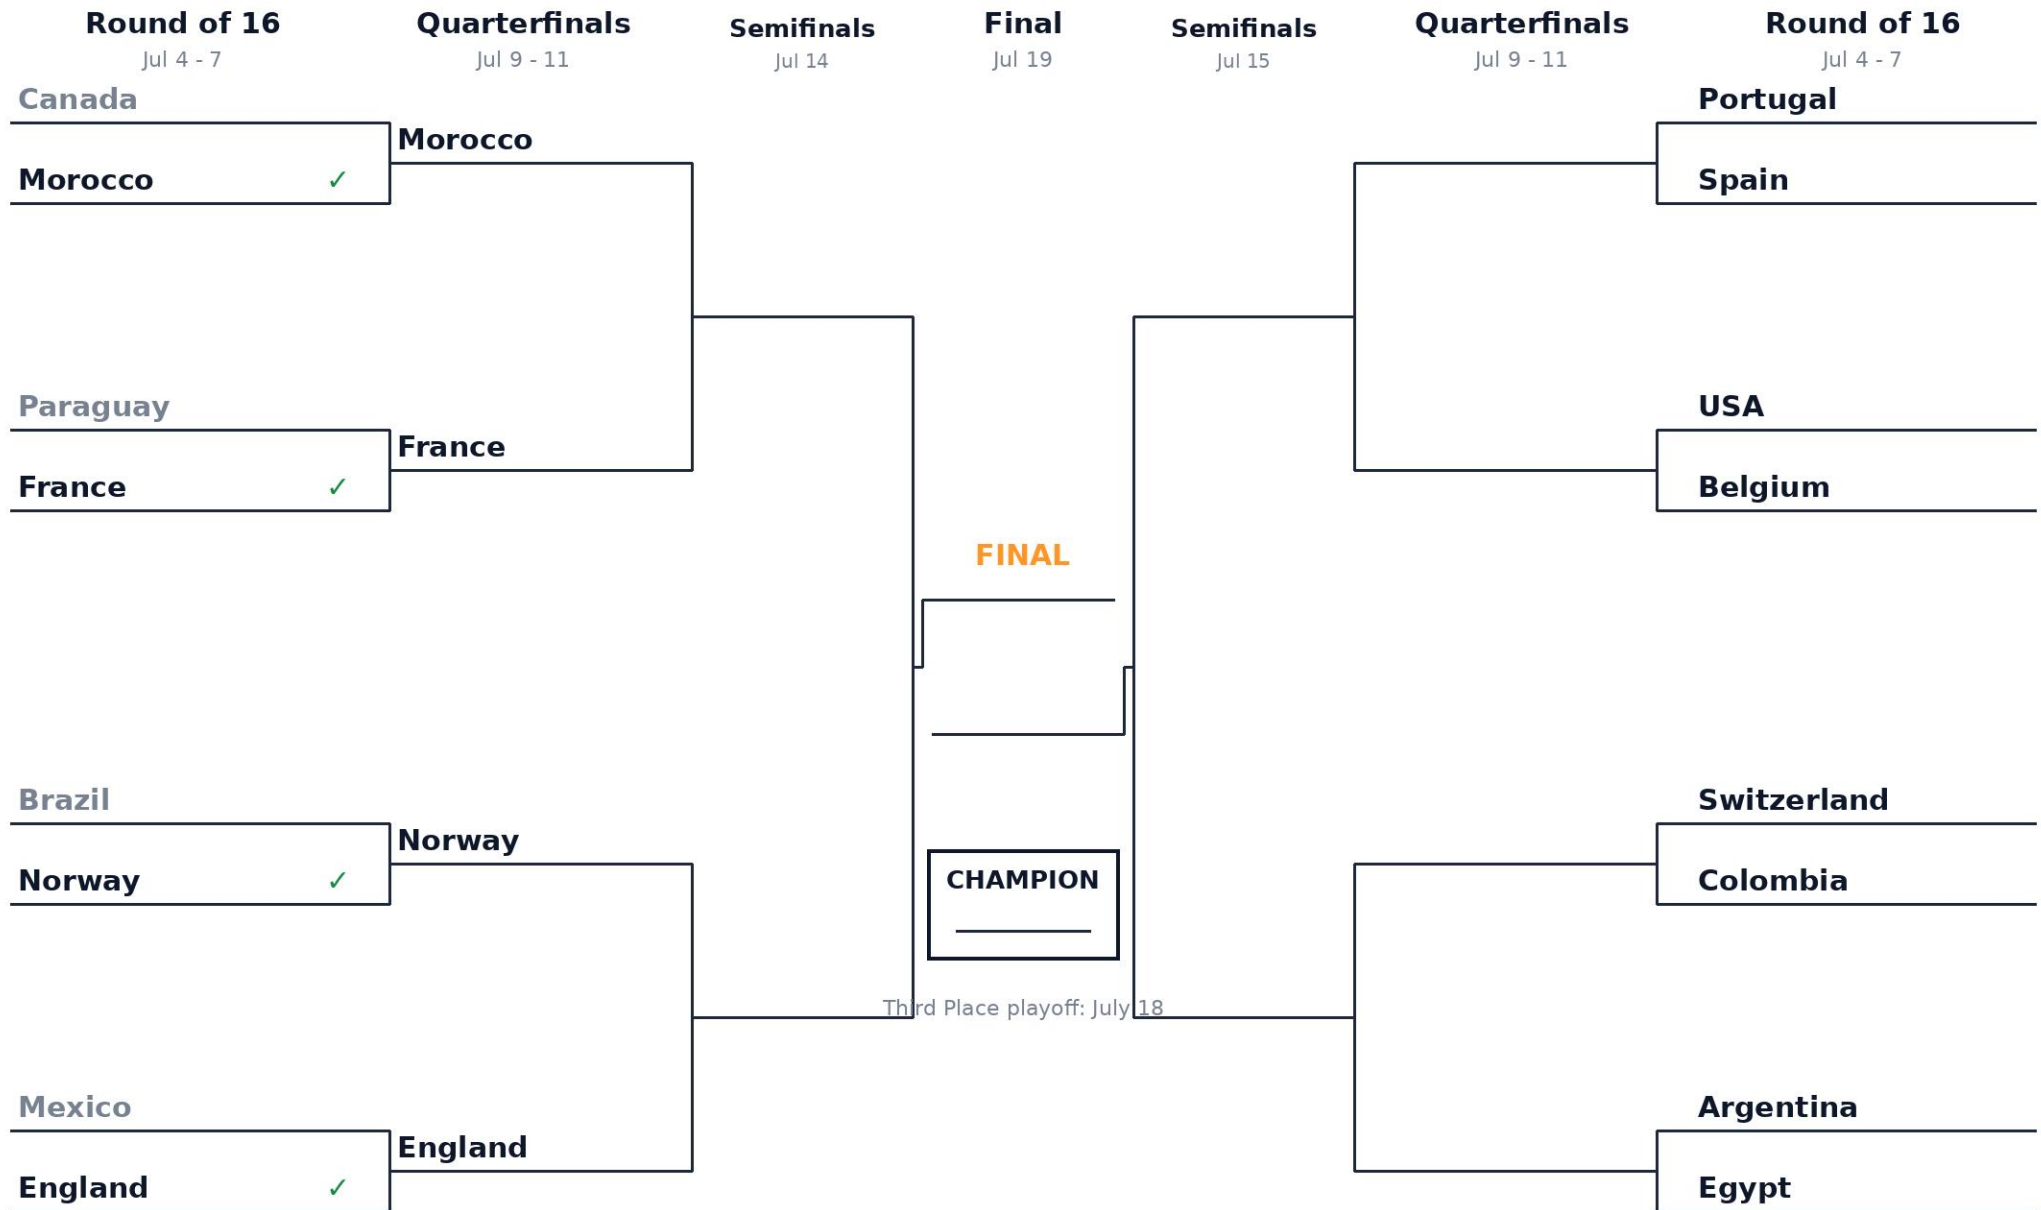 Round of 16
Jul 4 - 7
Quarterfinals
Jul 9 - 11
Semifinals
Jul 14
Final
Jul 19
Semifinals
Jul 15
Quarterfinals
Jul 9 - 11
Round of 16
Jul 4 - 7
Canada
Morocco ✓
Morocco
Paraguay
France ✓
France
Brazil
Norway ✓
Norway
Mexico
England ✓
England
FINAL
CHAMPION
Third Place playoff: July 18
Portugal
Spain
USA
Belgium
Switzerland
Colombia
Argentina
Egypt